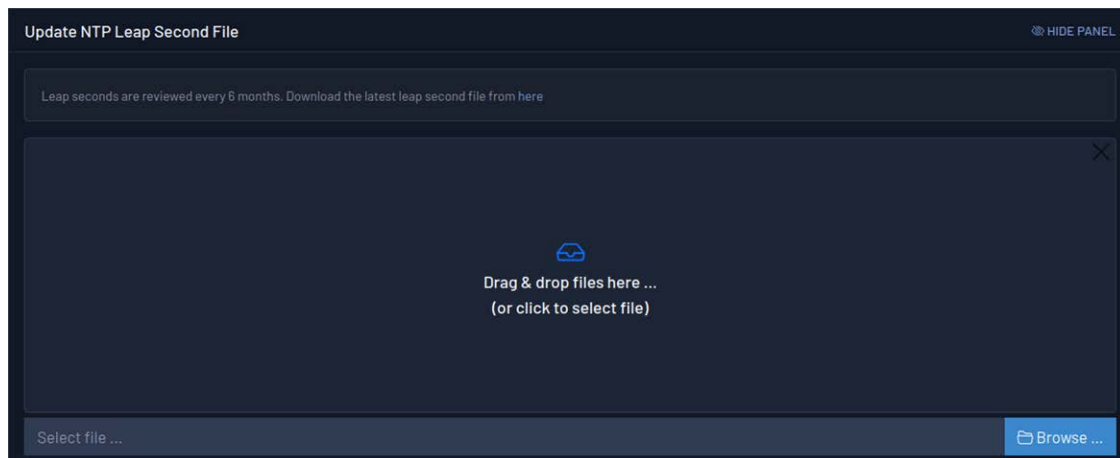 Update NTP Leap Second File
HIDE PANEL
Leap seconds are reviewed every 6 months. Download the latest leap second file from here
Drag & drop files here ...
(or click to select file)
Select file ...
Browse ...